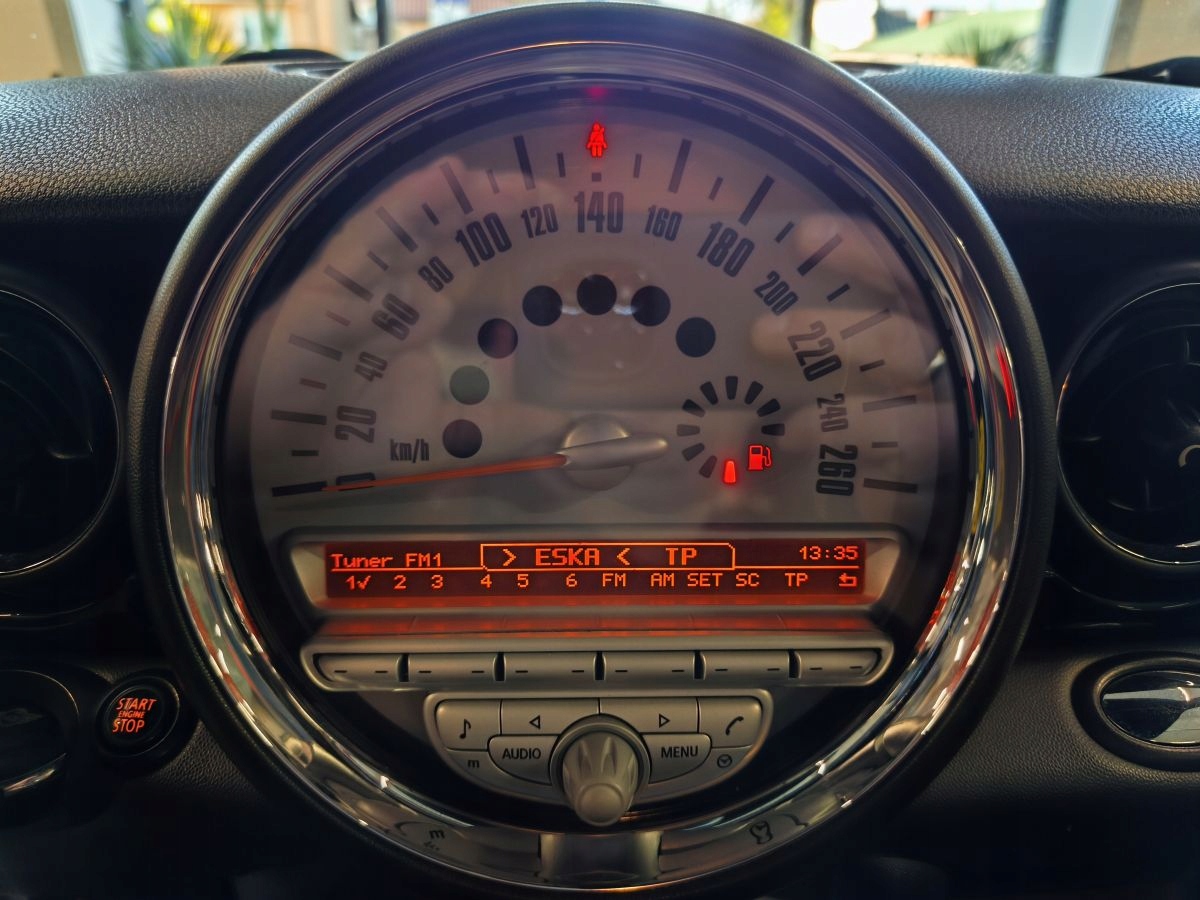 0 20 40 60 80 100 120 140 160 180 200 220 240 260
km/h
Tuner FM1 > ESKA < TP 13:35
1✓ 2 3 4 5 6 FM AM SET SC TP
START
ENGINE
STOP
AUDIO MENU
m
m